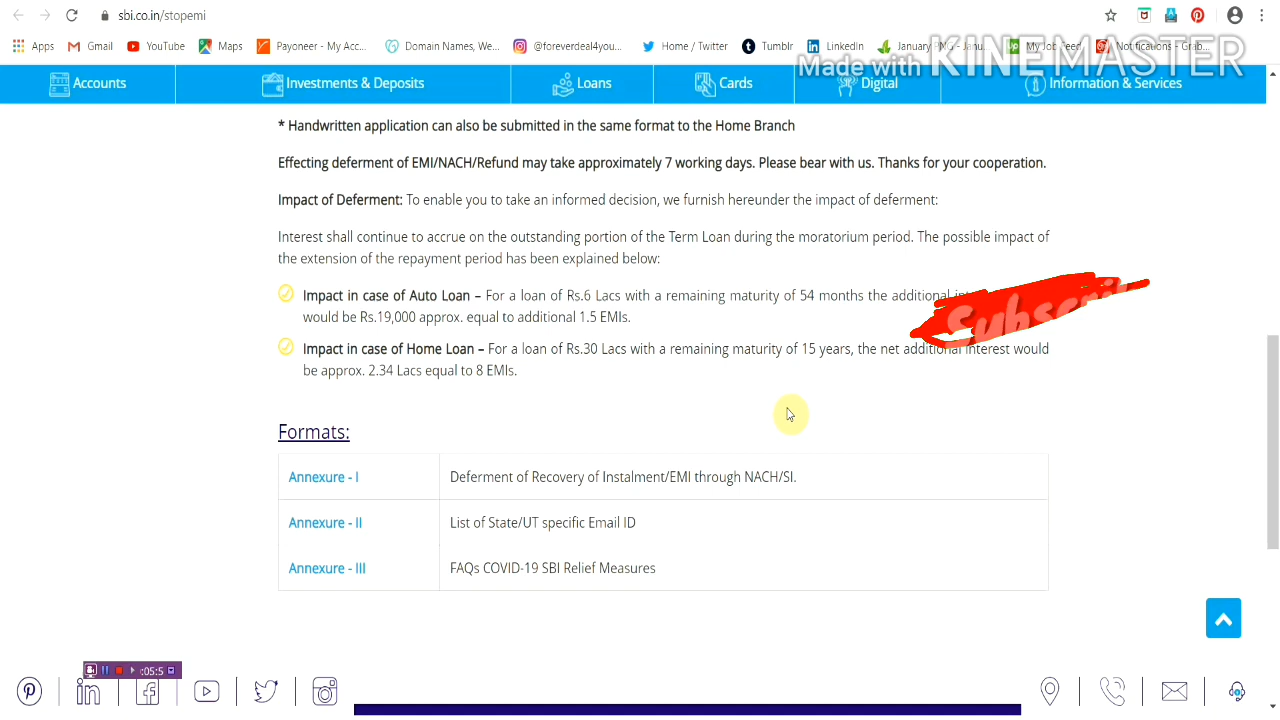 sbi.co.in/stopemi
Apps Gmail YouTube Maps Payoneer - My Acc... Domain Names, We... @foreverdeal4you... Home / Twitter Tumblr LinkedIn My Job Feed
Made with KINEMASTER
Accounts Investments & Deposits Loans Cards Digital Information & Services
* Handwritten application can also be submitted in the same format to the Home Branch
Effecting deferment of EMI/NACH/Refund may take approximately 7 working days. Please bear with us. Thanks for your cooperation.
Impact of Deferment: To enable you to take an informed decision, we furnish hereunder the impact of deferment:
Interest shall continue to accrue on the outstanding portion of the Term Loan during the moratorium period. The possible impact of
the extension of the repayment period has been explained below:
Impact in case of Auto Loan – For a loan of Rs.6 Lacs with a remaining maturity of 54 months the additional
would be Rs.19,000 approx. equal to additional 1.5 EMIs.
Subscri
Impact in case of Home Loan – For a loan of Rs.30 Lacs with a remaining maturity of 15 years, the net additional interest would
be approx. 2.34 Lacs equal to 8 EMIs.
Formats:
Annexure - I Deferment of Recovery of Instalment/EMI through NACH/SI.
Annexure - II List of State/UT specific Email ID
Annexure - III FAQs COVID-19 SBI Relief Measures
:05:5